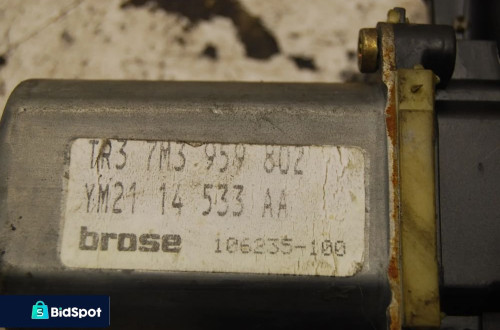 TR3 7M3 959 802
YM21 14 533 AA
brose 106235-100
BidSpot